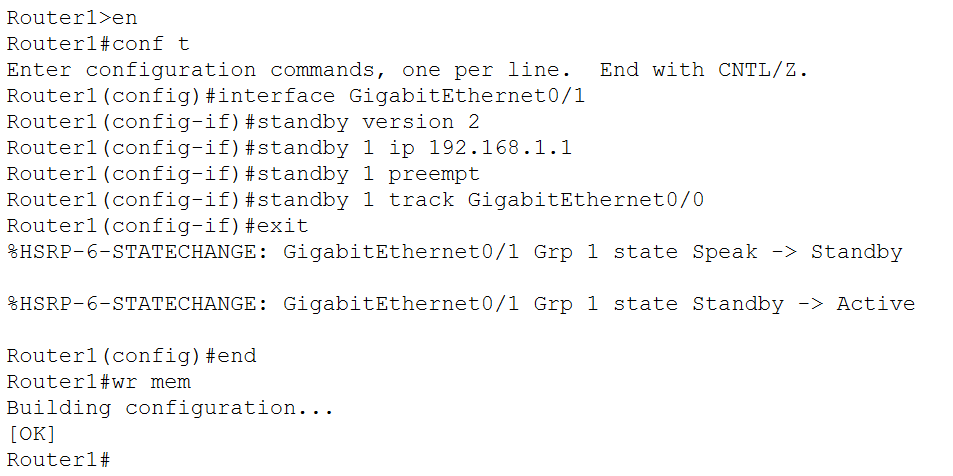 Router1>en
Router1#conf t
Enter configuration commands, one per line.  End with CNTL/Z.
Router1(config)#interface GigabitEthernet0/1
Router1(config-if)#standby version 2
Router1(config-if)#standby 1 ip 192.168.1.1
Router1(config-if)#standby 1 preempt
Router1(config-if)#standby 1 track GigabitEthernet0/0
Router1(config-if)#exit
%HSRP-6-STATECHANGE: GigabitEthernet0/1 Grp 1 state Speak -> Standby
%HSRP-6-STATECHANGE: GigabitEthernet0/1 Grp 1 state Standby -> Active
Router1(config)#end
Router1#wr mem
Building configuration...
[OK]
Router1#